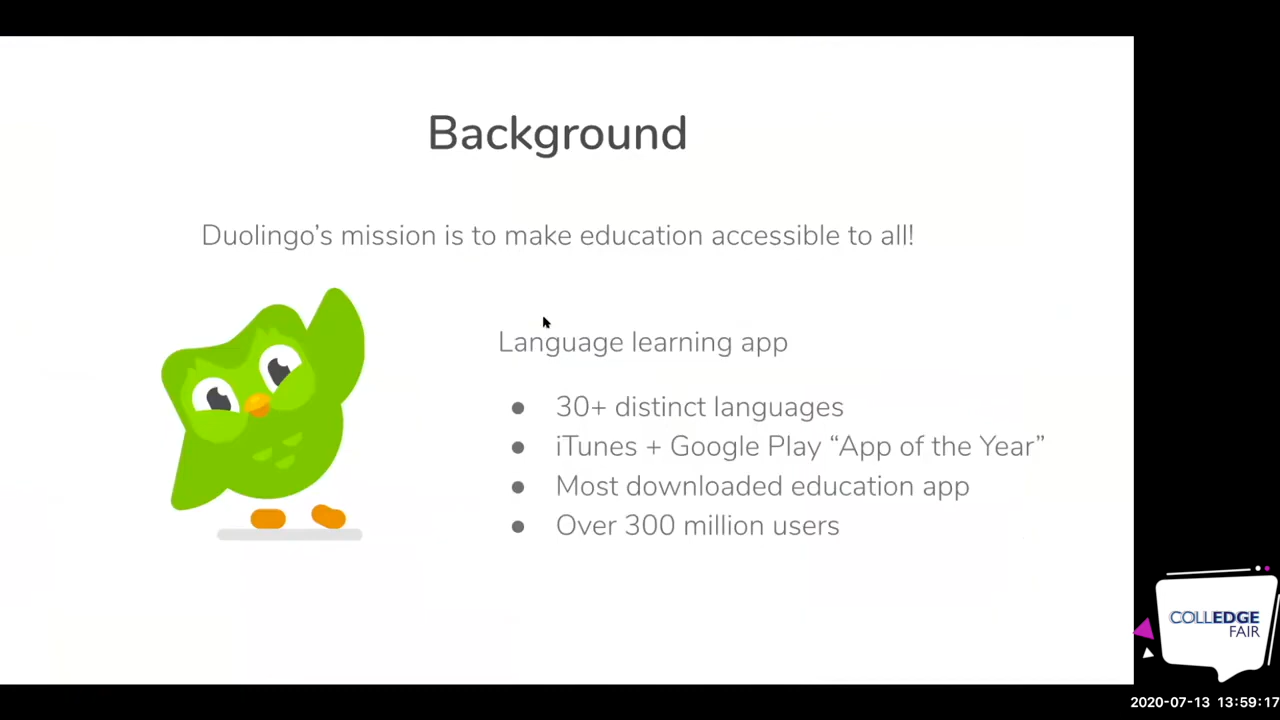 Background
Duolingo’s mission is to make education accessible to all!
Language learning app
● 30+ distinct languages
● iTunes + Google Play “App of the Year”
● Most downloaded education app
● Over 300 million users
COLLEDGE
FAIR
2020-07-13 13:59:17